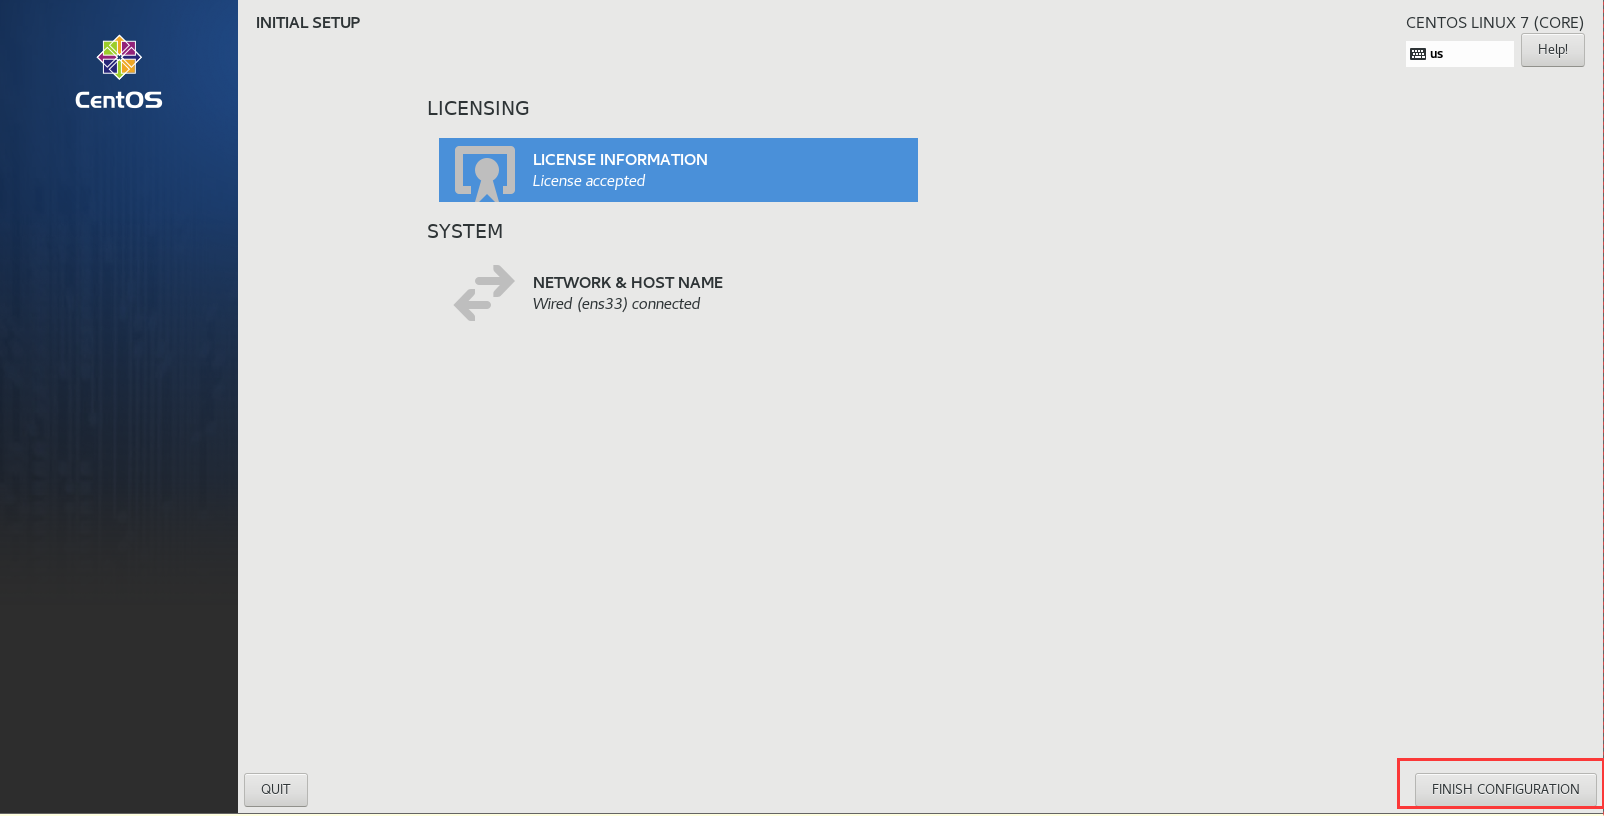 CentOS
INITIAL SETUP
CENTOS LINUX 7 (CORE)
us
Help!
LICENSING
LICENSE INFORMATION
License accepted
SYSTEM
NETWORK & HOST NAME
Wired (ens33) connected
QUIT
FINISH CONFIGURATION